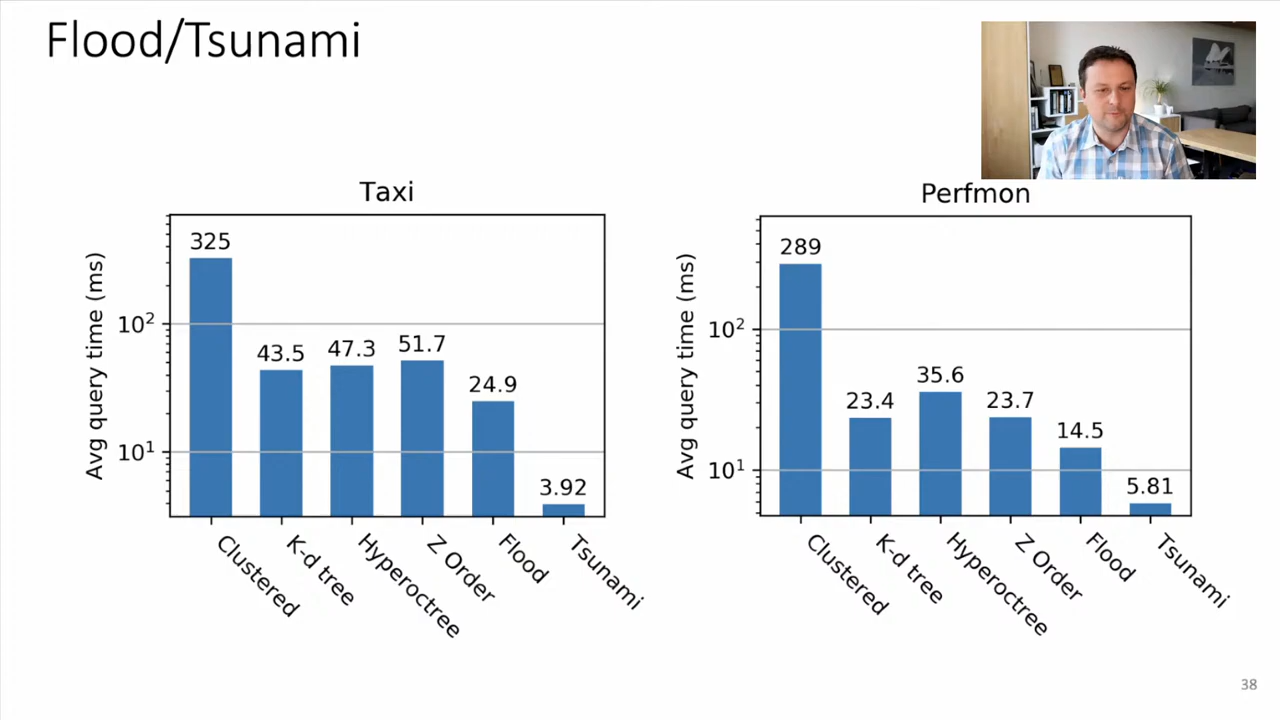 Flood/Tsunami
Taxi
Avg query time (ms)
10²
10¹
325
43.5
47.3
51.7
24.9
3.92
Clustered
K-d tree
Hyperoctree
Z Order
Flood
Tsunami
Perfmon
Avg query time (ms)
10²
10¹
289
23.4
35.6
23.7
14.5
5.81
Clustered
K-d tree
Hyperoctree
Z Order
Flood
Tsunami
38